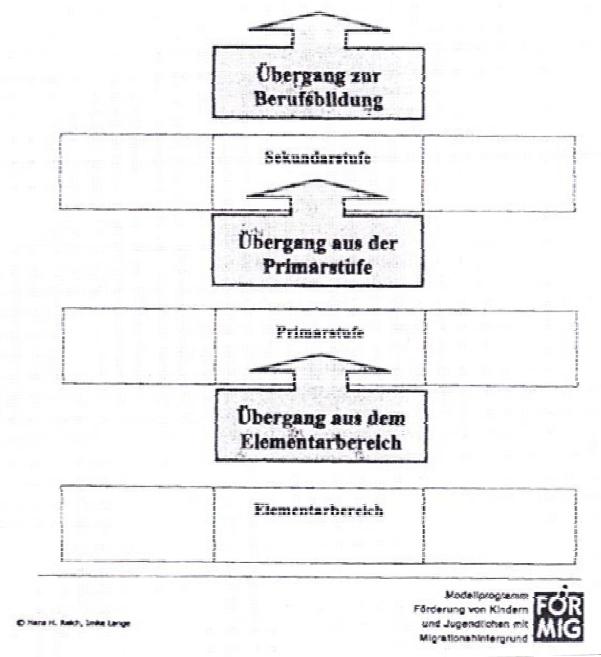 Übergang zur
Berufsbildung
Sekundarstufe
Übergang aus der
Primarstufe
Primarstufe
Übergang aus dem
Elementarbereich
Elementarbereich
© Hans H. Reich, Imke Lange
Modellprogramm
Förderung von Kindern
und Jugendlichen mit
Migrationshintergrund
FÖR
MIG